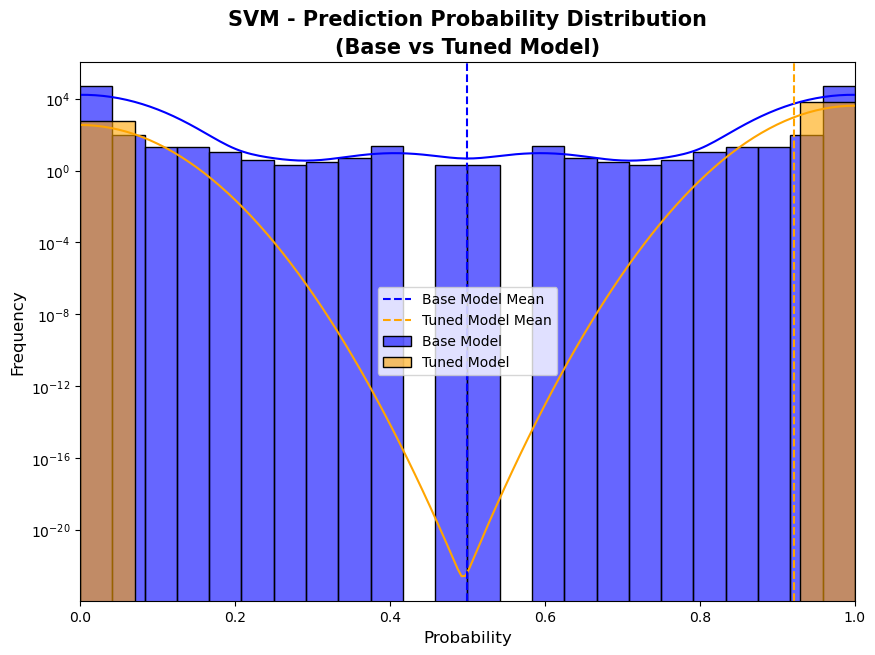 SVM - Prediction Probability Distribution
(Base vs Tuned Model)
Frequency
10^4
10^0
10^-4
10^-8
10^-12
10^-16
10^-20
Base Model Mean
Tuned Model Mean
Base Model
Tuned Model
0.0 0.2 0.4 0.6 0.8 1.0
Probability